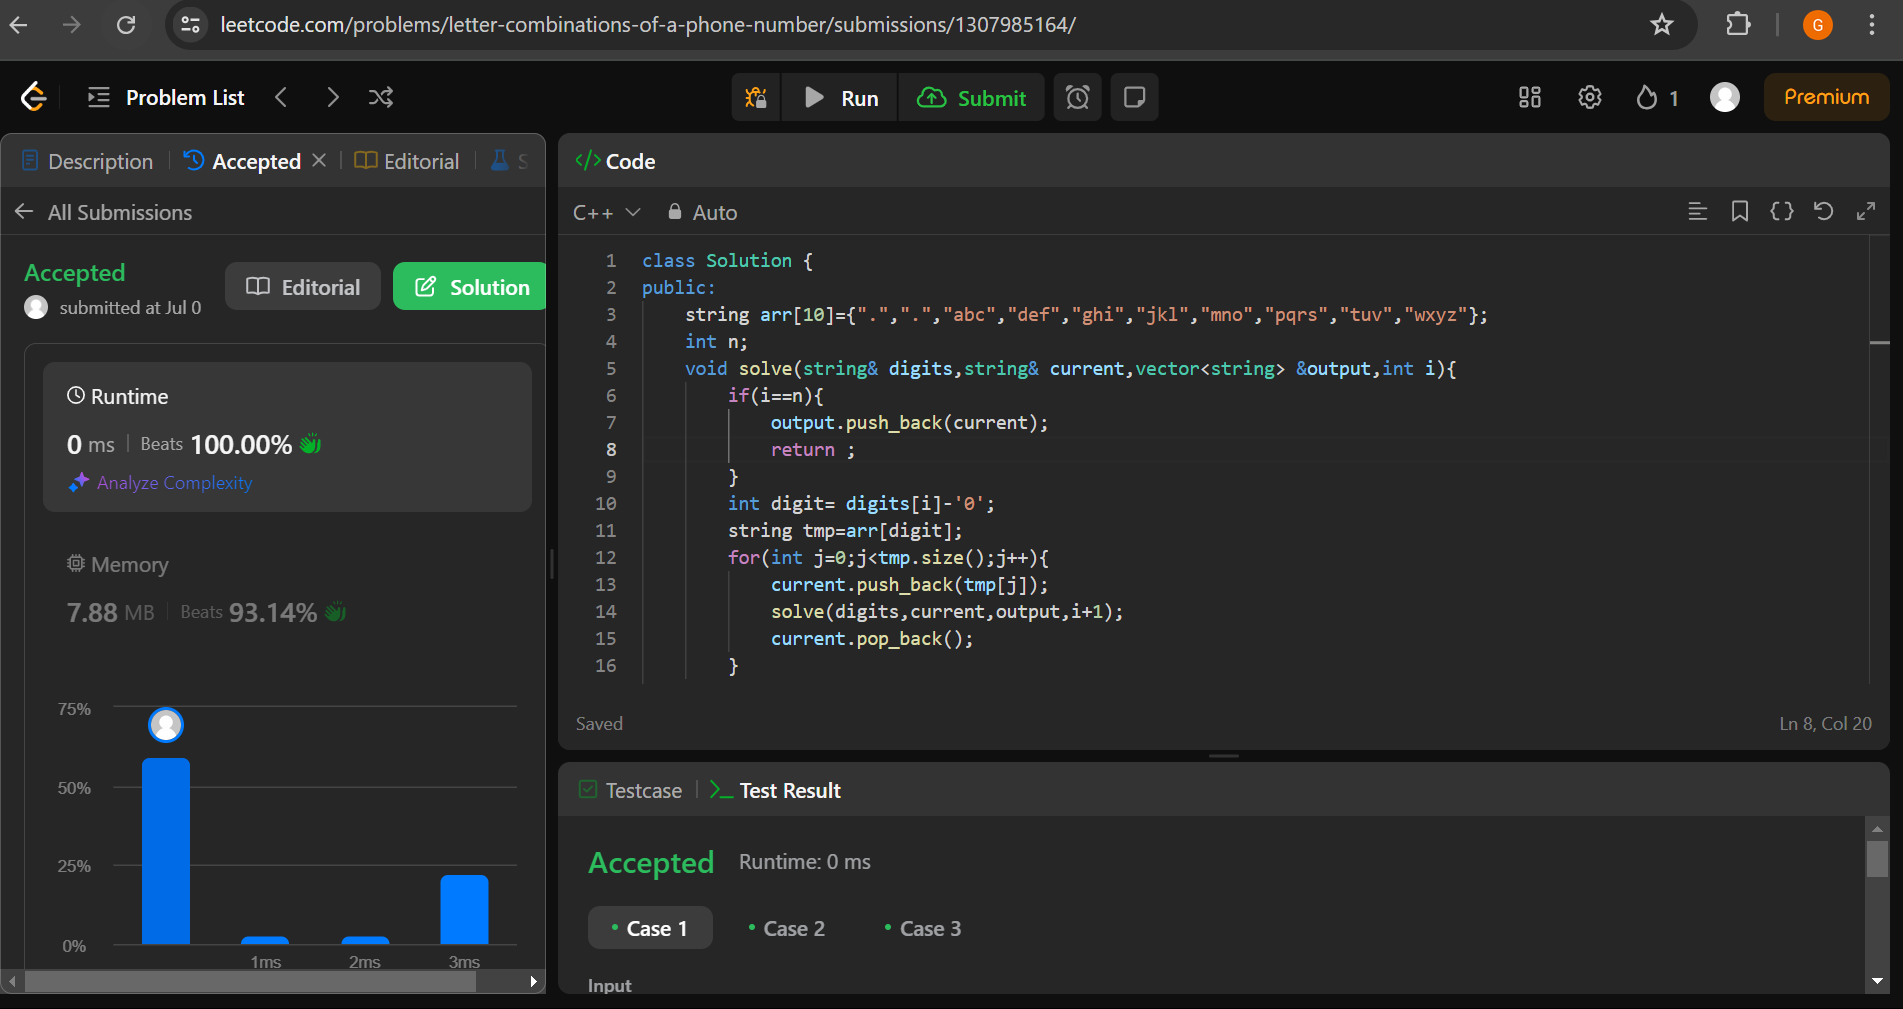 leetcode.com/problems/letter-combinations-of-a-phone-number/submissions/1307985164/
G
Problem List
Run
Submit
1
Premium
Description
Accepted
Editorial
S
All Submissions
Accepted
submitted at Jul 0
Editorial
Solution
Runtime
0 ms | Beats 100.00%
Analyze Complexity
Memory
7.88 MB | Beats 93.14%
75%
50%
25%
0%
1ms 2ms 3ms
</> Code
C++ Auto
1 class Solution {
2 public:
3 string arr[10]={".",".","abc","def","ghi","jkl","mno","pqrs","tuv","wxyz"};
4 int n;
5 void solve(string& digits,string& current,vector<string> &output,int i){
6 if(i==n){
7 output.push_back(current);
8 return ;
9 }
10 int digit= digits[i]-'0';
11 string tmp=arr[digit];
12 for(int j=0;j<tmp.size();j++){
13 current.push_back(tmp[j]);
14 solve(digits,current,output,i+1);
15 current.pop_back();
16 }
Saved
Ln 8, Col 20
Testcase
Test Result
Accepted Runtime: 0 ms
Case 1 Case 2 Case 3
Input